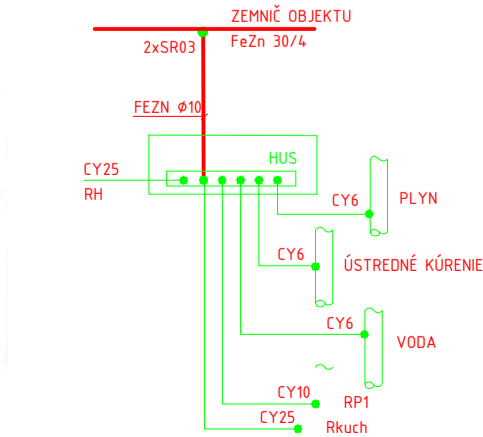 ZEMNIČ OBJEKTU
2xSR03
FeZn 30/4
FEZN Ø10
HUS
CY25
RH
CY6
PLYN
CY6
ÚSTREDNÉ KÚRENIE
CY6
VODA
CY10
RP1
CY25
Rkuch